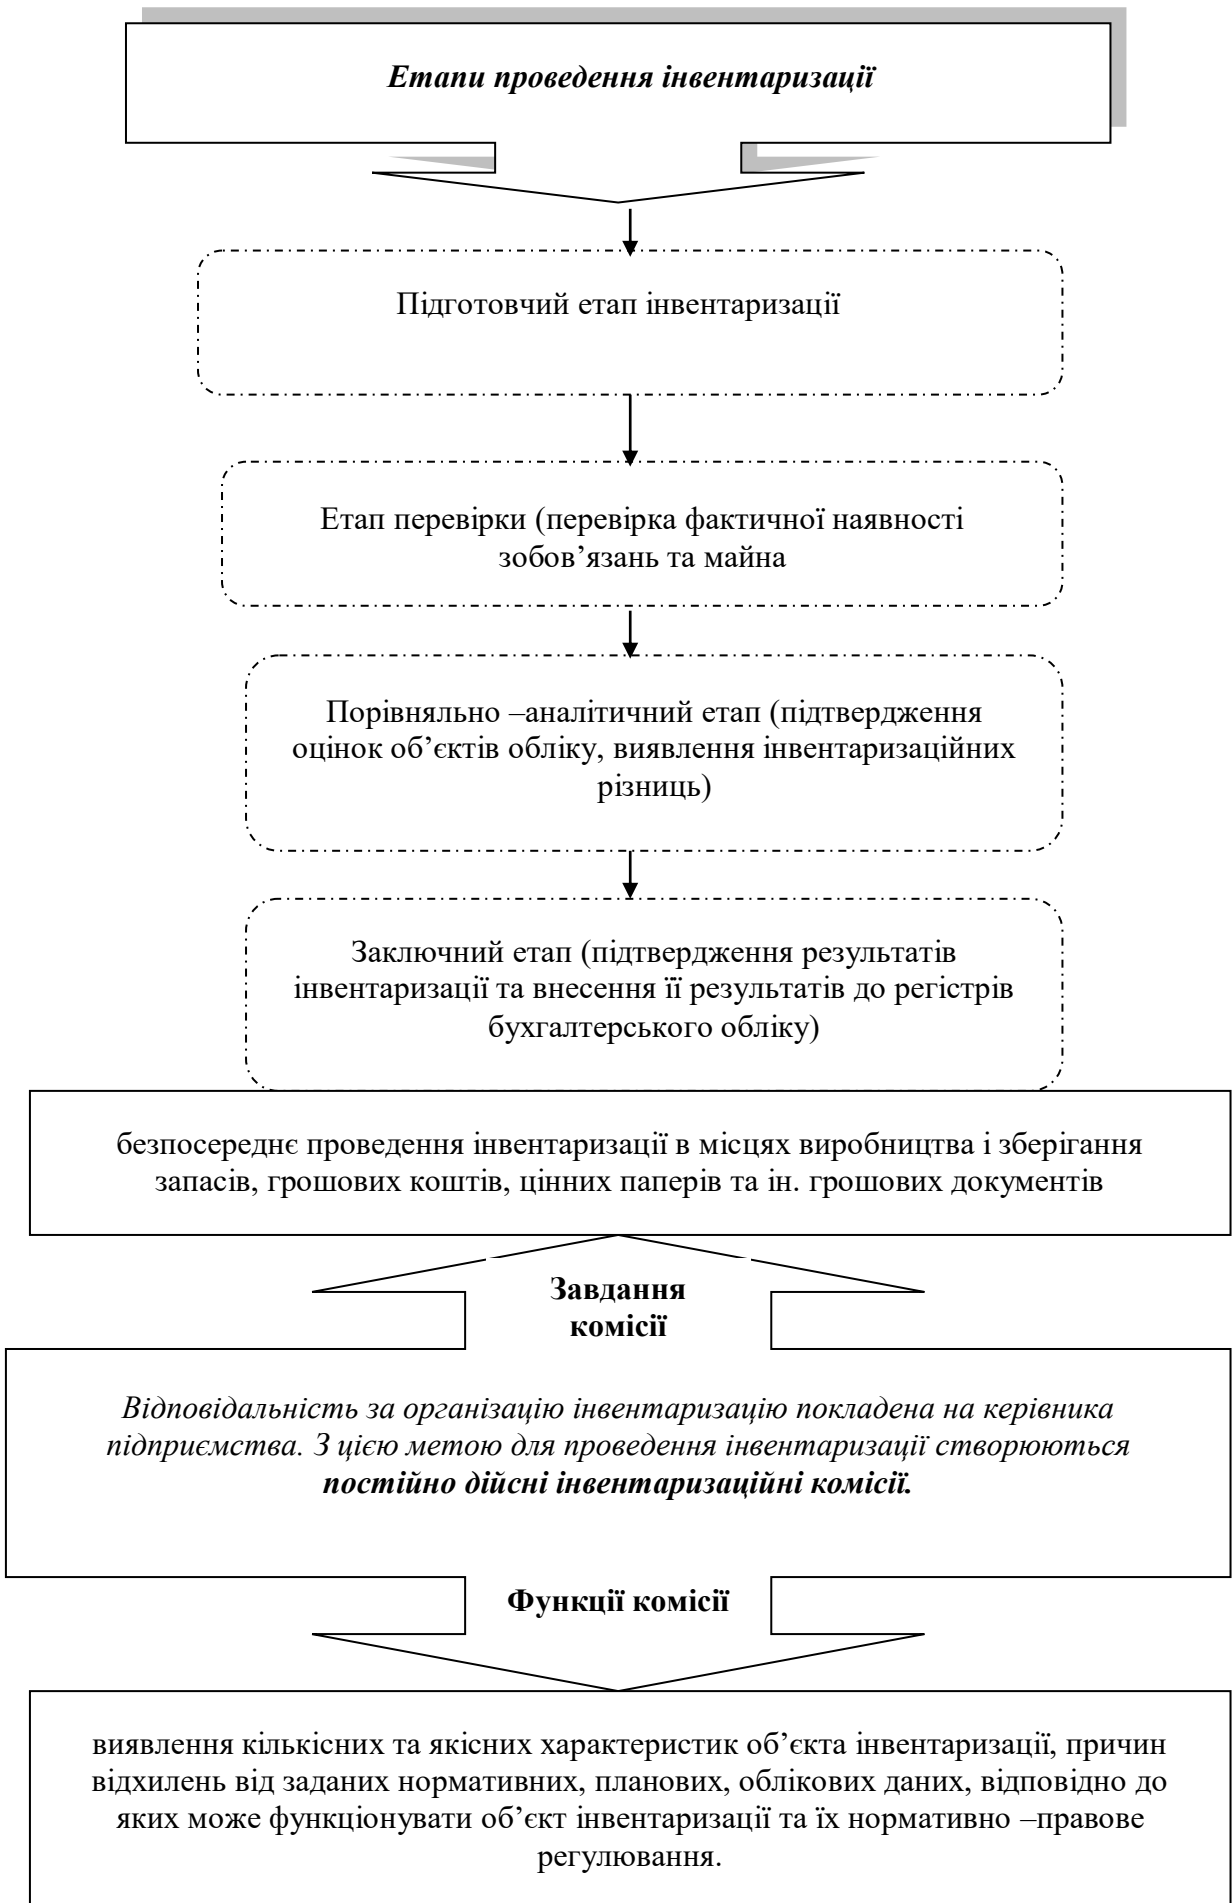 Етапи проведення інвентаризації
Підготовчий етап інвентаризації
Етап перевірки (перевірка фактичної наявності
зобов’язань та майна
Порівняльно –аналітичний етап (підтвердження
оцінок об’єктів обліку, виявлення інвентаризаційних
різниць)
Заключний етап (підтвердження результатів
інвентаризації та внесення її результатів до регістрів
бухгалтерського обліку)
безпосереднє проведення інвентаризації в місцях виробництва і зберігання
запасів, грошових коштів, цінних паперів та ін. грошових документів
Завдання
комісії
Відповідальність за організацію інвентаризацію покладена на керівника
підприємства. З цією метою для проведення інвентаризації створюються
постійно дійсні інвентаризаційні комісії.
Функції комісії
виявлення кількісних та якісних характеристик об’єкта інвентаризації, причин
відхилень від заданих нормативних, планових, облікових даних, відповідно до
яких може функціонувати об’єкт інвентаризації та їх нормативно –правове
регулювання.